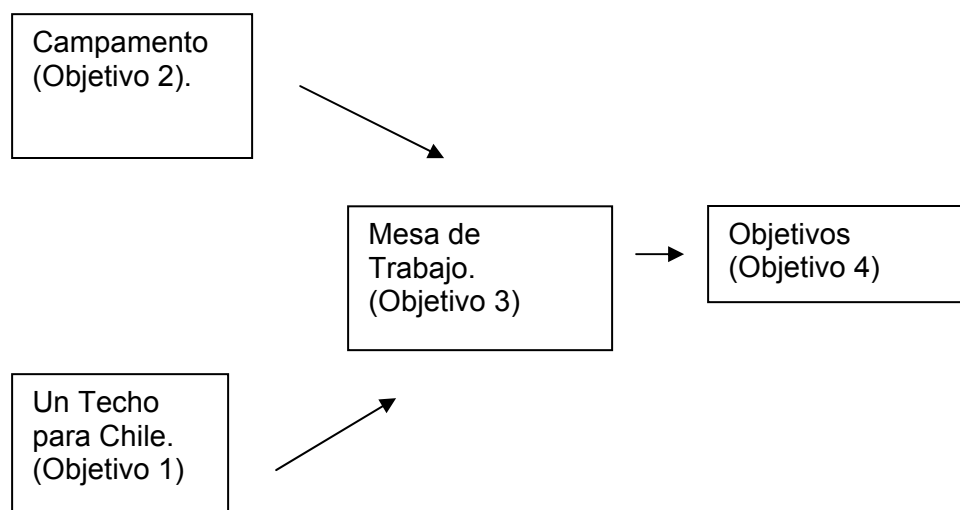 Campamento
(Objetivo 2).
Mesa de
Trabajo.
(Objetivo 3)
Objetivos
(Objetivo 4)
Un Techo
para Chile.
(Objetivo 1)